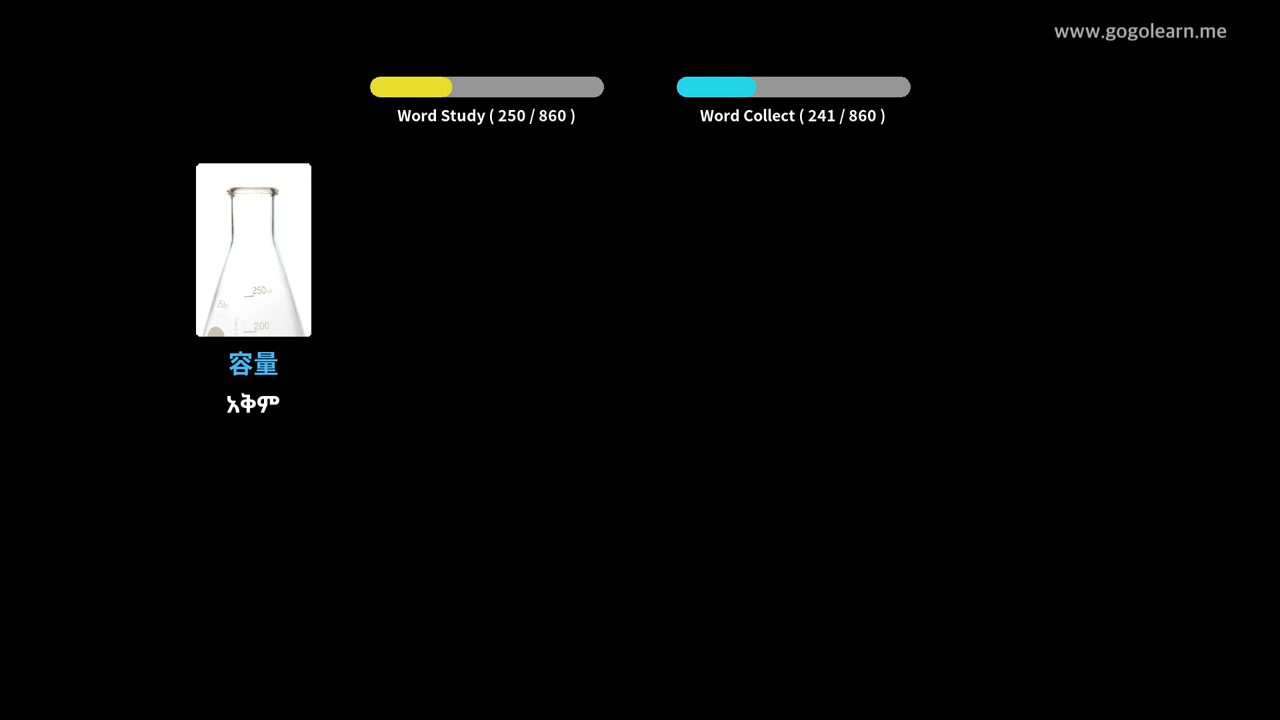 www.gogolearn.me
Word Study ( 250 / 860 )
Word Collect ( 241 / 860 )
250
200
容量
አቅም